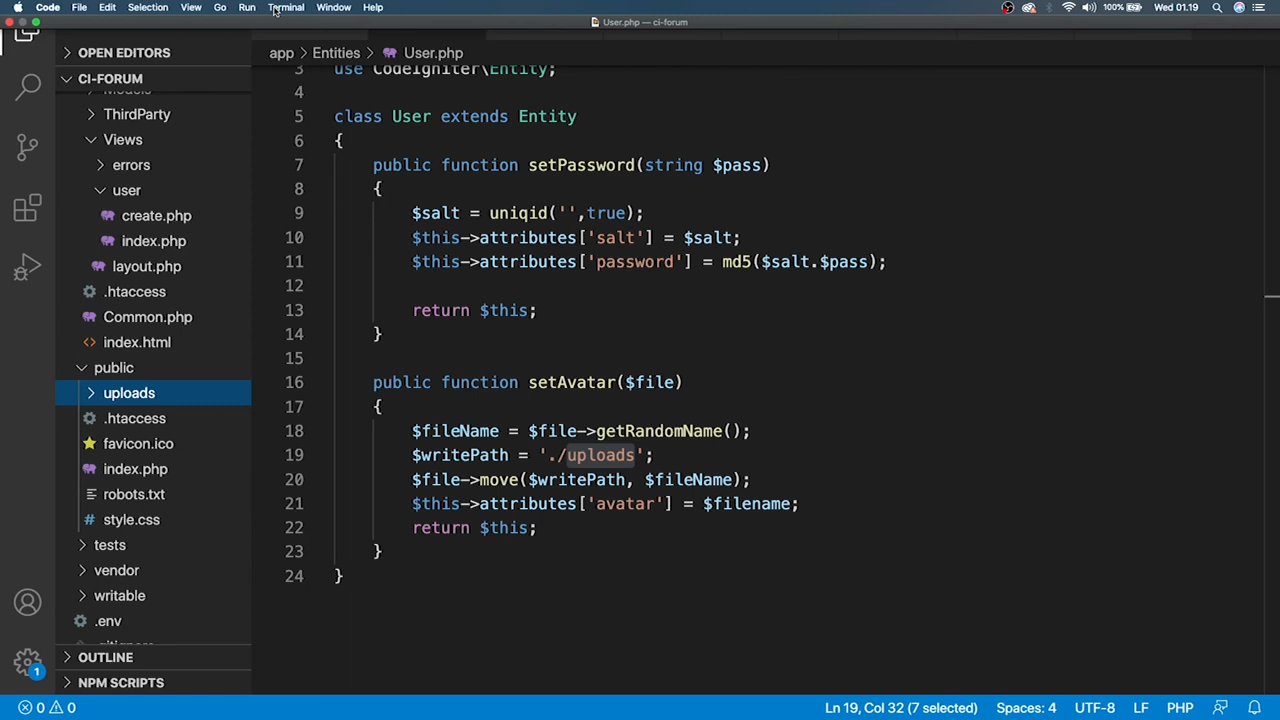 Code File Edit Selection View Go Run Terminal Window Help 100% Wed 01.19
User.php — ci-forum
OPEN EDITORS
CI-FORUM
Models
ThirdParty
Views
errors
user
create.php
index.php
layout.php
.htaccess
Common.php
index.html
public
uploads
.htaccess
favicon.ico
index.php
robots.txt
style.css
tests
vendor
writable
.env
.gitignore
OUTLINE
NPM SCRIPTS
app > Entities > User.php
3 use CodeIgniter\Entity;
4
5 class User extends Entity
6 {
7 public function setPassword(string $pass)
8 {
9 $salt = uniqid('',true);
10 $this->attributes['salt'] = $salt;
11 $this->attributes['password'] = md5($salt.$pass);
12
13 return $this;
14 }
15
16 public function setAvatar($file)
17 {
18 $fileName = $file->getRandomName();
19 $writePath = './uploads';
20 $file->move($writePath, $fileName);
21 $this->attributes['avatar'] = $filename;
22 return $this;
23 }
24 }
1
0 0 Ln 19, Col 32 (7 selected) Spaces: 4 UTF-8 LF PHP